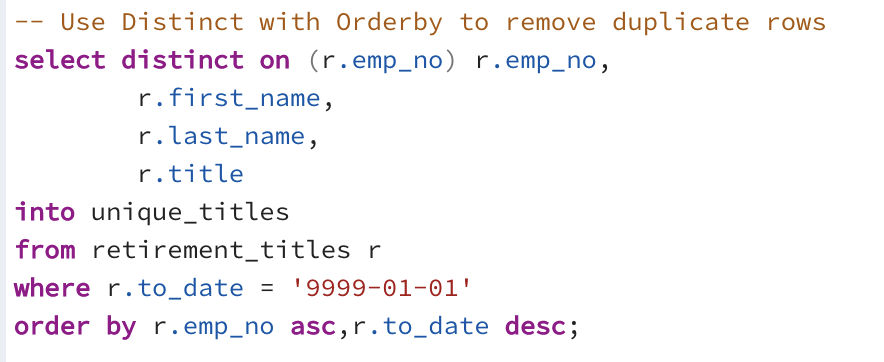 -- Use Distinct with Orderby to remove duplicate rows
select distinct on (r.emp_no) r.emp_no,
r.first_name,
r.last_name,
r.title
into unique_titles
from retirement_titles r
where r.to_date = '9999-01-01'
order by r.emp_no asc,r.to_date desc;